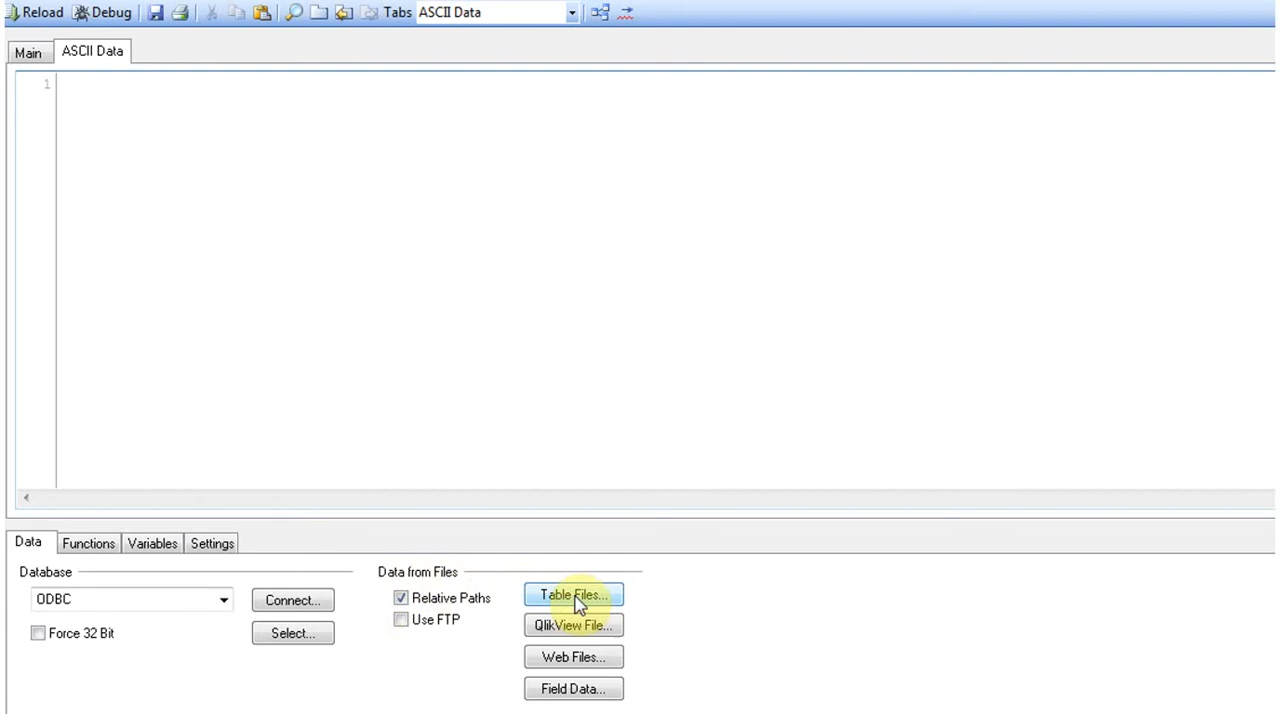 Reload Debug Tabs ASCII Data
Main ASCII Data
1
Data Functions Variables Settings
Database Data from Files
ODBC Connect... Relative Paths Table Files...
Use FTP QlikView File...
Force 32 Bit Select...
Web Files...
Field Data...